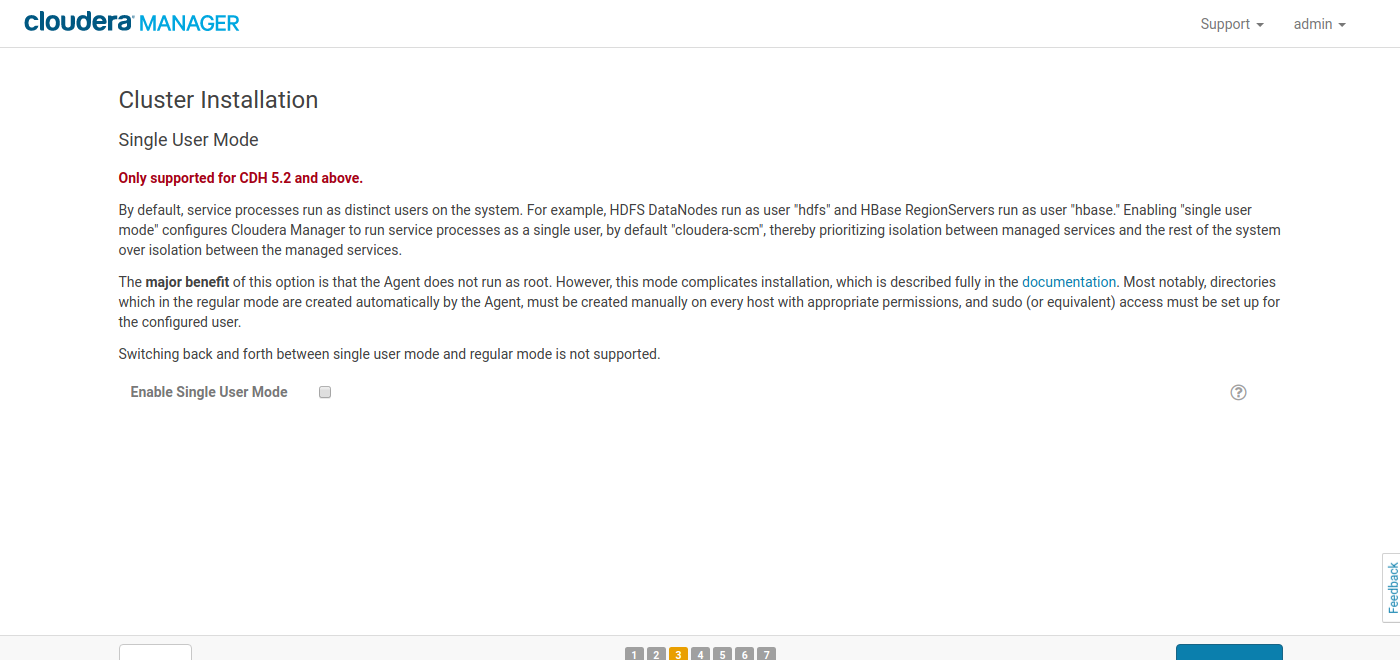 cloudera MANAGER
Support
admin
Cluster Installation
Single User Mode
Only supported for CDH 5.2 and above.
By default, service processes run as distinct users on the system. For example, HDFS DataNodes run as user "hdfs" and HBase RegionServers run as user "hbase." Enabling "single user
mode" configures Cloudera Manager to run service processes as a single user, by default "cloudera-scm", thereby prioritizing isolation between managed services and the rest of the system
over isolation between the managed services.
The major benefit of this option is that the Agent does not run as root. However, this mode complicates installation, which is described fully in the documentation. Most notably, directories
which in the regular mode are created automatically by the Agent, must be created manually on every host with appropriate permissions, and sudo (or equivalent) access must be set up for
the configured user.
Switching back and forth between single user mode and regular mode is not supported.
Enable Single User Mode
?
Feedback
1 2 3 4 5 6 7